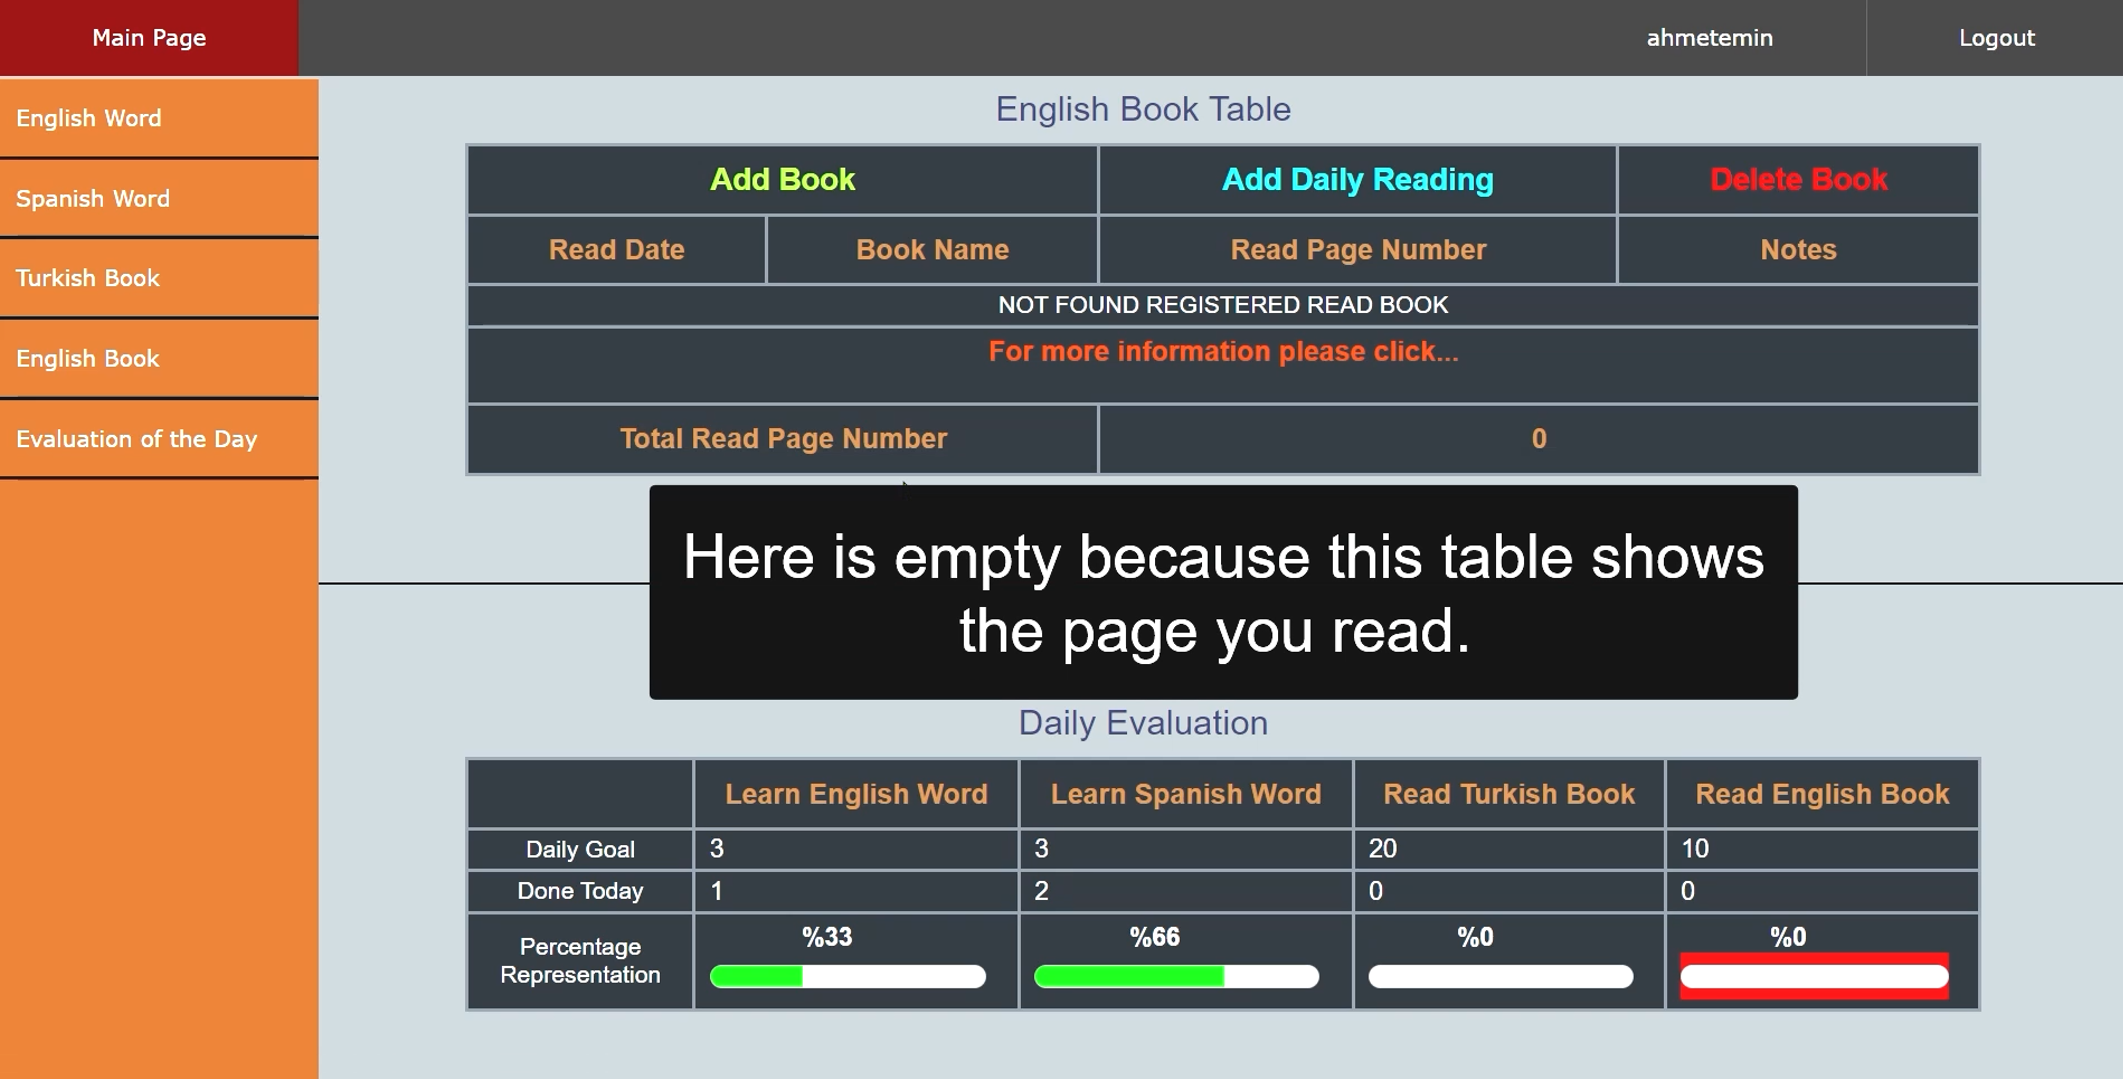 Main Page
ahmetemin
Logout
English Word
Spanish Word
Turkish Book
English Book
Evaluation of the Day
English Book Table
Add Book
Add Daily Reading
Delete Book
Read Date
Book Name
Read Page Number
Notes
NOT FOUND REGISTERED READ BOOK
For more information please click...
Total Read Page Number
0
Here is empty because this table shows
the page you read.
Daily Evaluation
Learn English Word
Learn Spanish Word
Read Turkish Book
Read English Book
Daily Goal
3
3
20
10
Done Today
1
2
0
0
Percentage
Representation
%33
%66
%0
%0